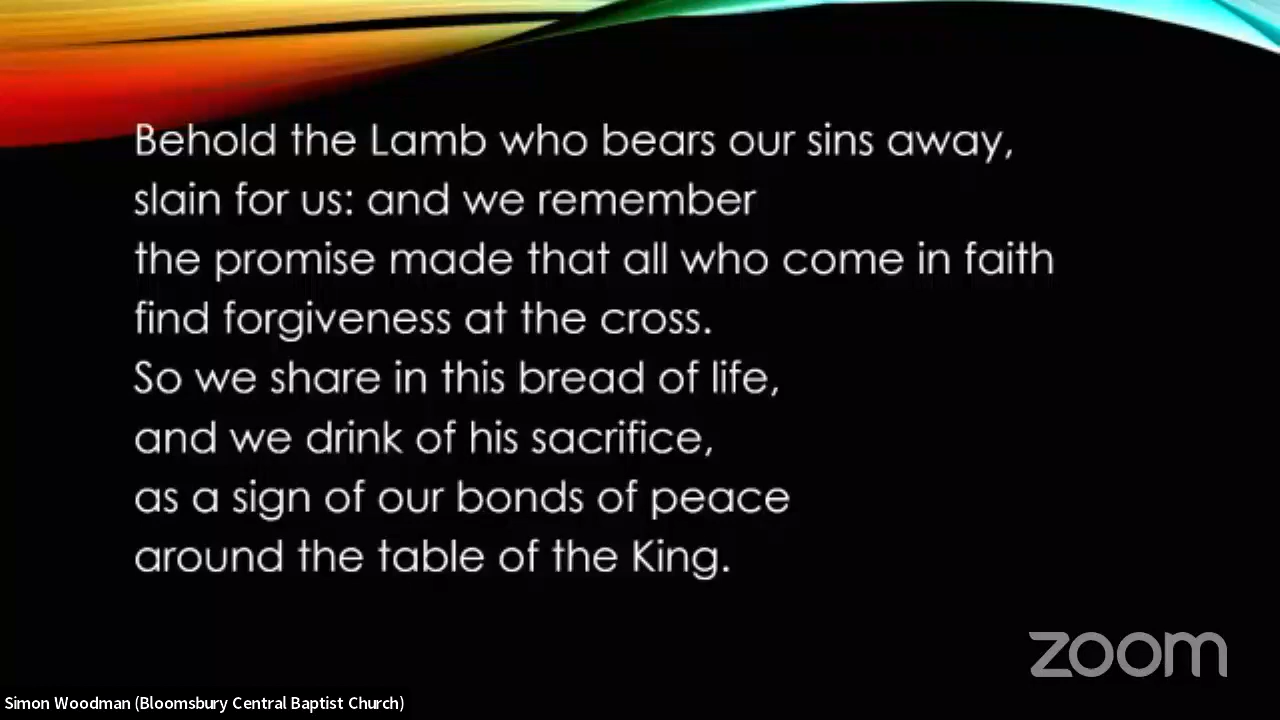 Behold the Lamb who bears our sins away,
slain for us: and we remember
the promise made that all who come in faith
find forgiveness at the cross.
So we share in this bread of life,
and we drink of his sacrifice,
as a sign of our bonds of peace
around the table of the King.
zoom
Simon Woodman (Bloomsbury Central Baptist Church)